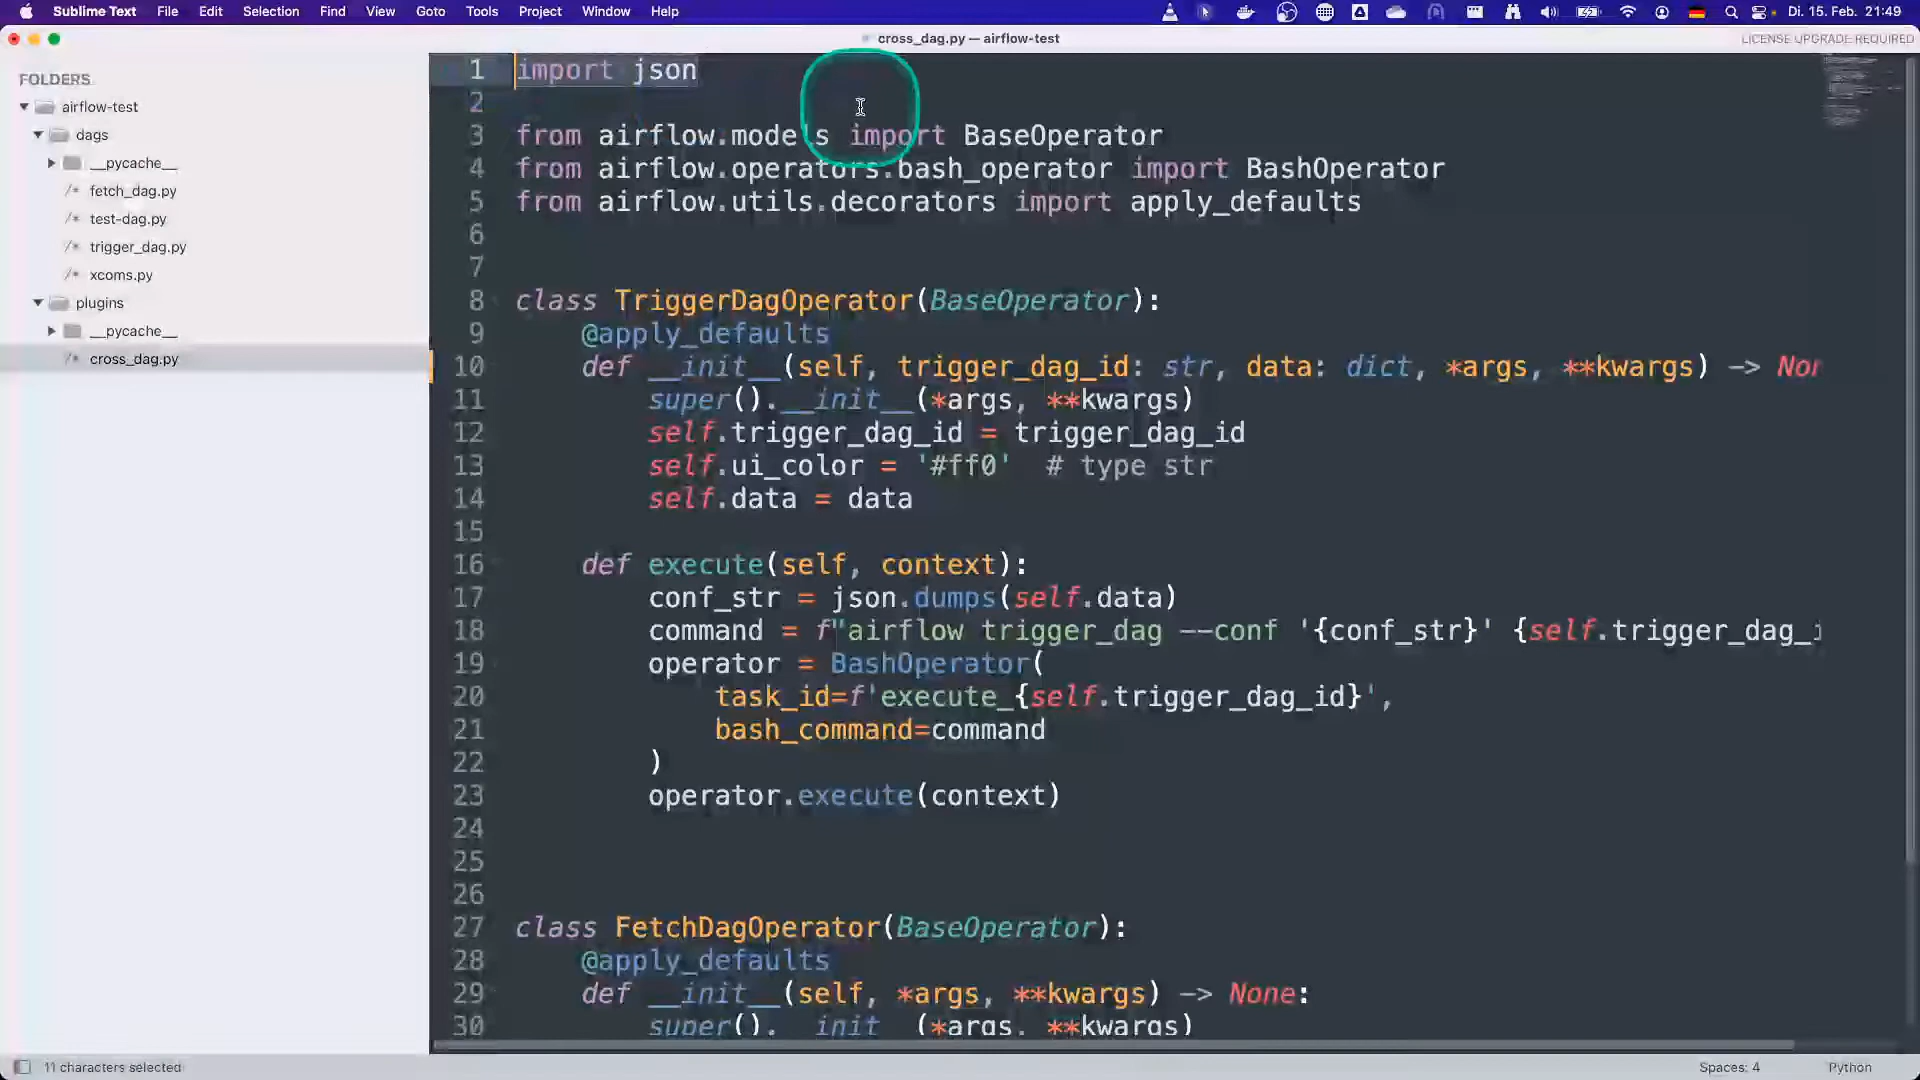 Sublime Text File Edit Selection Find View Goto Tools Project Window Help Di. 15. Feb. 21:49
cross_dag.py — airflow-test LICENSE UPGRADE REQUIRED
FOLDERS
airflow-test
dags
__pycache__
/* fetch_dag.py
/* test-dag.py
/* trigger_dag.py
/* xcoms.py
plugins
__pycache__
/* cross_dag.py
1 import json
2
3 from airflow.models import BaseOperator
4 from airflow.operators.bash_operator import BashOperator
5 from airflow.utils.decorators import apply_defaults
6
7
8 class TriggerDagOperator(BaseOperator):
9 @apply_defaults
10 def __init__(self, trigger_dag_id: str, data: dict, *args, **kwargs) -> Nor
11 super().__init__(*args, **kwargs)
12 self.trigger_dag_id = trigger_dag_id
13 self.ui_color = '#ff0' # type str
14 self.data = data
15
16 def execute(self, context):
17 conf_str = json.dumps(self.data)
18 command = f"airflow trigger_dag --conf '{conf_str}' {self.trigger_dag_i
19 operator = BashOperator(
20 task_id=f'execute_{self.trigger_dag_id}',
21 bash_command=command
22 )
23 operator.execute(context)
24
25
26
27 class FetchDagOperator(BaseOperator):
28 @apply_defaults
29 def __init__(self, *args, **kwargs) -> None:
30 super().__init__(*args, **kwargs)
11 characters selected Spaces: 4 Python